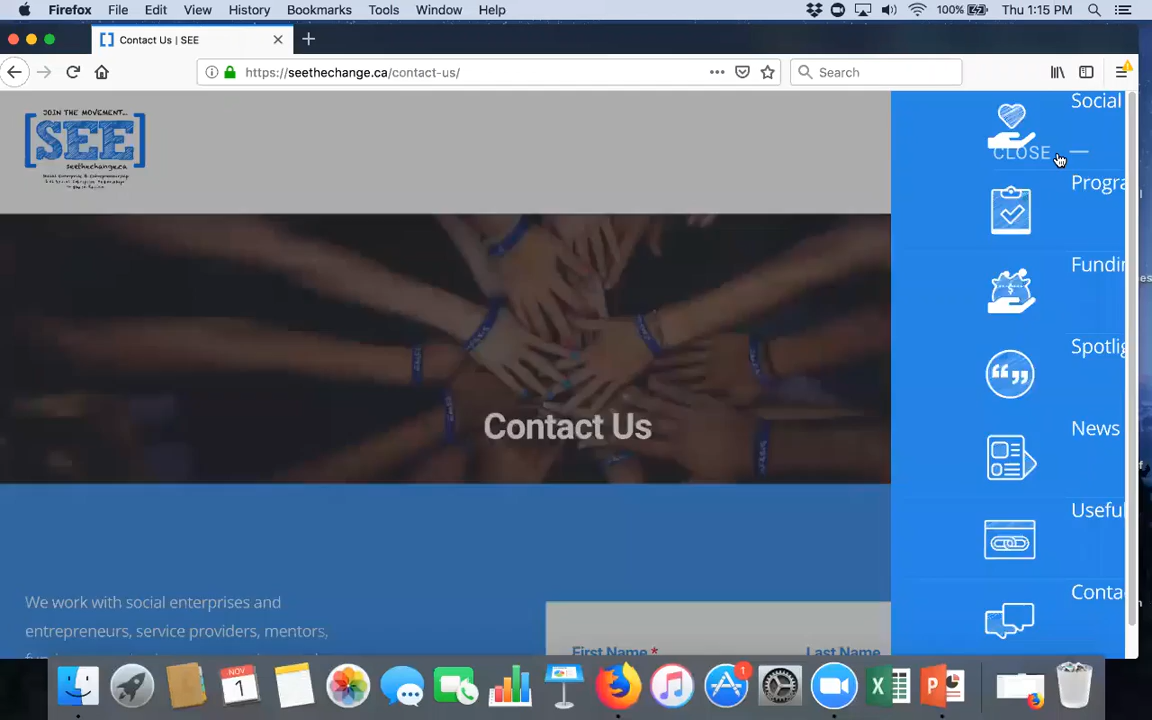 Firefox File Edit View History Bookmarks Tools Window Help 100% Thu 1:15 PM
Contact Us | SEE
https://seethechange.ca/contact-us/ Search
JOIN THE MOVEMENT...
[SEE]
seethechange.ca
Social
CLOSE
Progra
Fundin
Contact Us
Spotlig
News
Useful
Conta
We work with social enterprises and
entrepreneurs, service providers, mentors,
First Name * Last Name
NOV
1
1